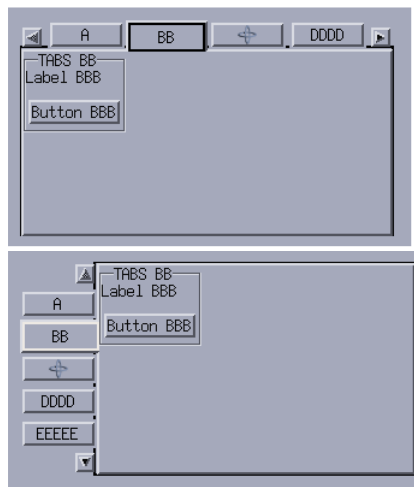 A BB DDDD
TABS BB
Label BBB
Button BBB
TABS BB
Label BBB
A
Button BBB
BB
DDDD
EEEEE